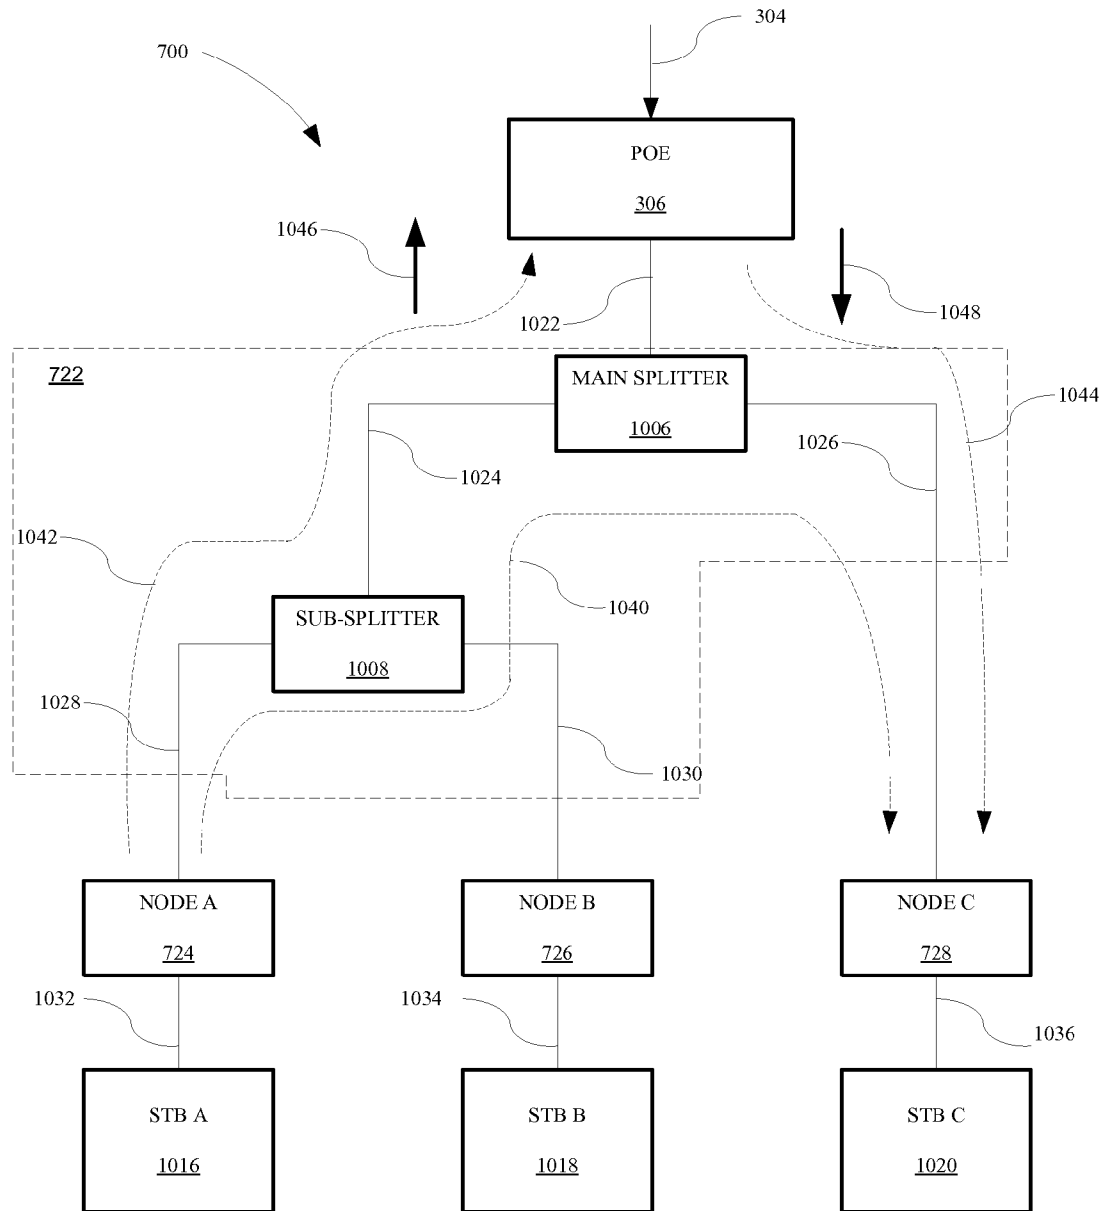 304
700
POE
306
1046
1048
1022
722
MAIN SPLITTER
1006
1044
1026
1024
1042
1040
SUB-SPLITTER
1008
1028
1030
NODE A
724
NODE B
726
NODE C
728
1032
1034
1036
STB A
1016
STB B
1018
STB C
1020